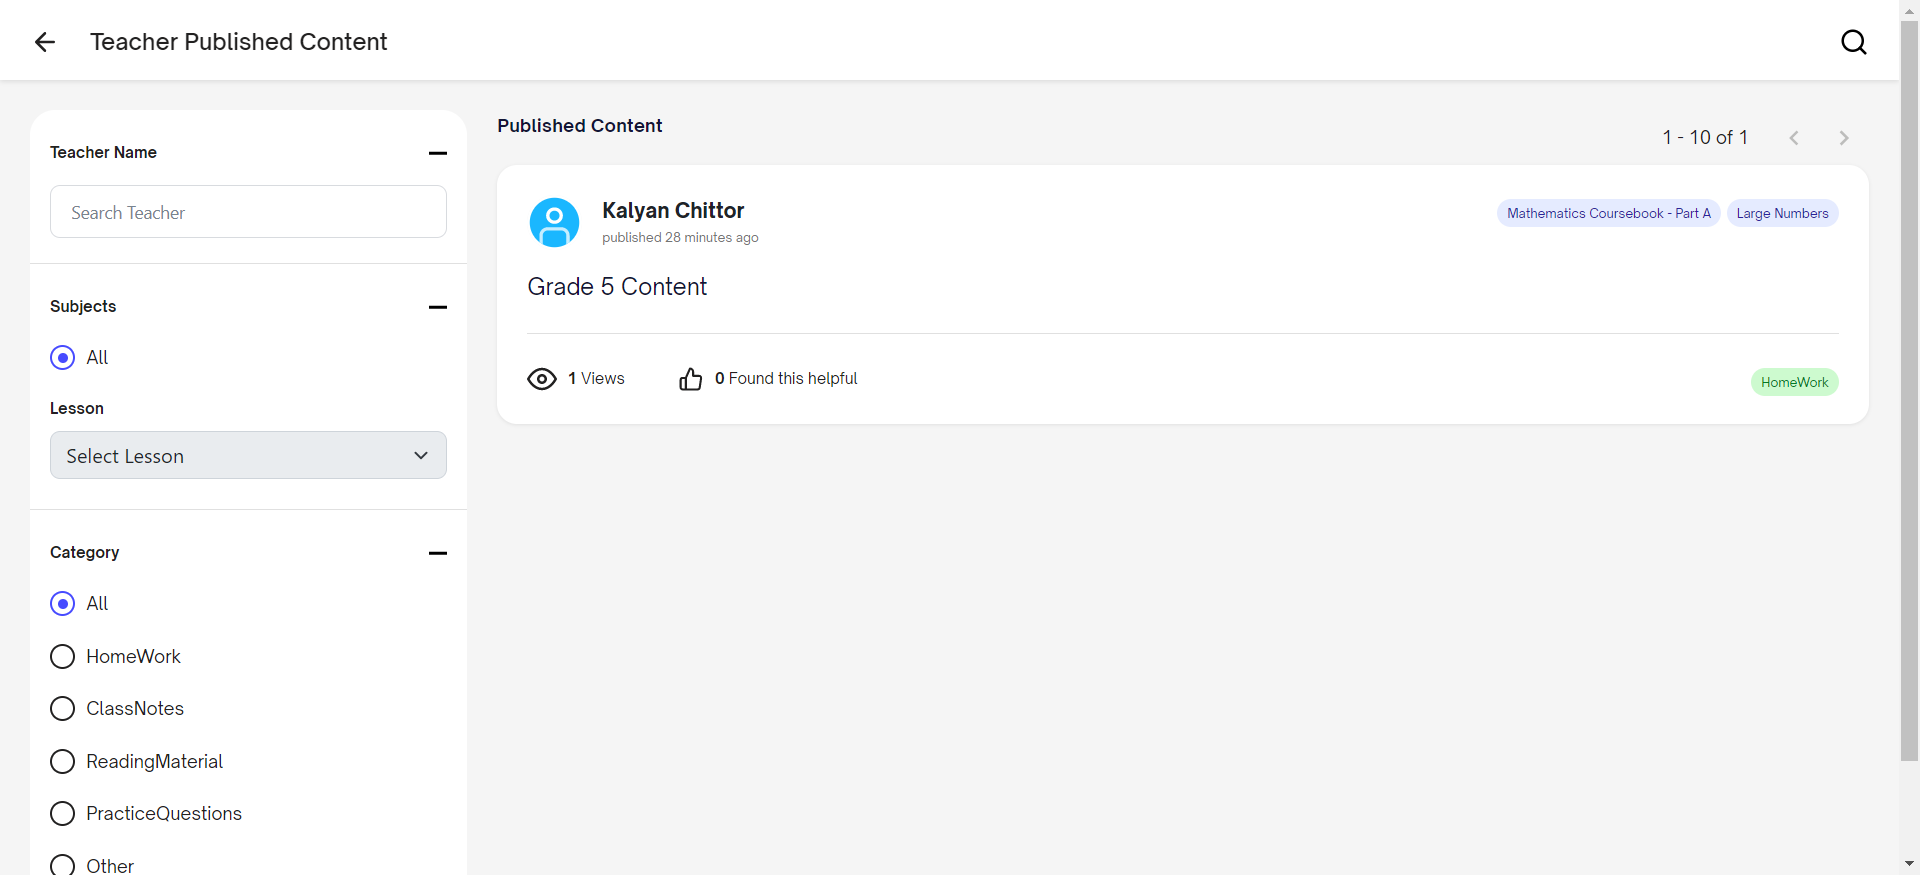 Teacher Published Content
Teacher Name
Search Teacher
Subjects
All
Lesson
Select Lesson
Category
All
HomeWork
ClassNotes
ReadingMaterial
PracticeQuestions
Other
Published Content
1 - 10 of 1
Kalyan Chittor
published 28 minutes ago
Mathematics Coursebook - Part A
Large Numbers
Grade 5 Content
1 Views
0 Found this helpful
HomeWork